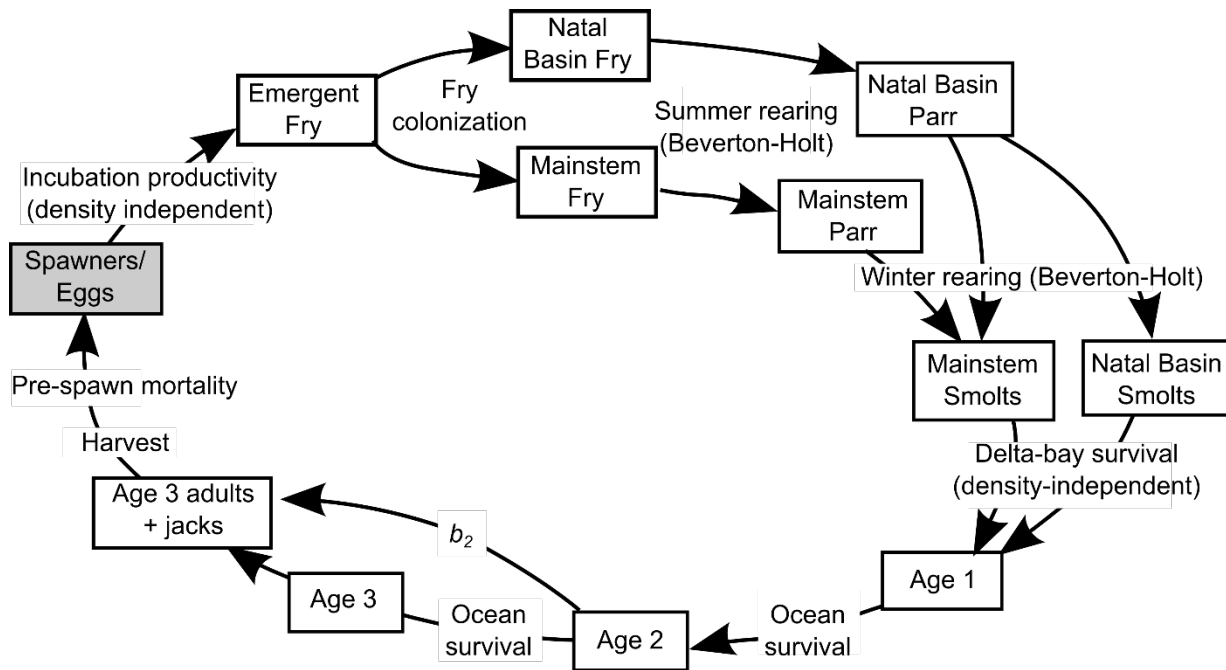 Natal
Basin Fry
Emergent
Fry
Fry
colonization
Natal Basin
Parr
Summer rearing
(Beverton-Holt)
Mainstem
Fry
Mainstem
Parr
Incubation productivity
(density independent)
Spawners/
Eggs
Winter rearing (Beverton-Holt)
Mainstem
Smolts
Natal Basin
Smolts
Pre-spawn mortality
Harvest
Delta-bay survival
(density-independent)
Age 3 adults
+ jacks
b2
Age 3
Ocean
survival
Age 2
Ocean
survival
Age 1